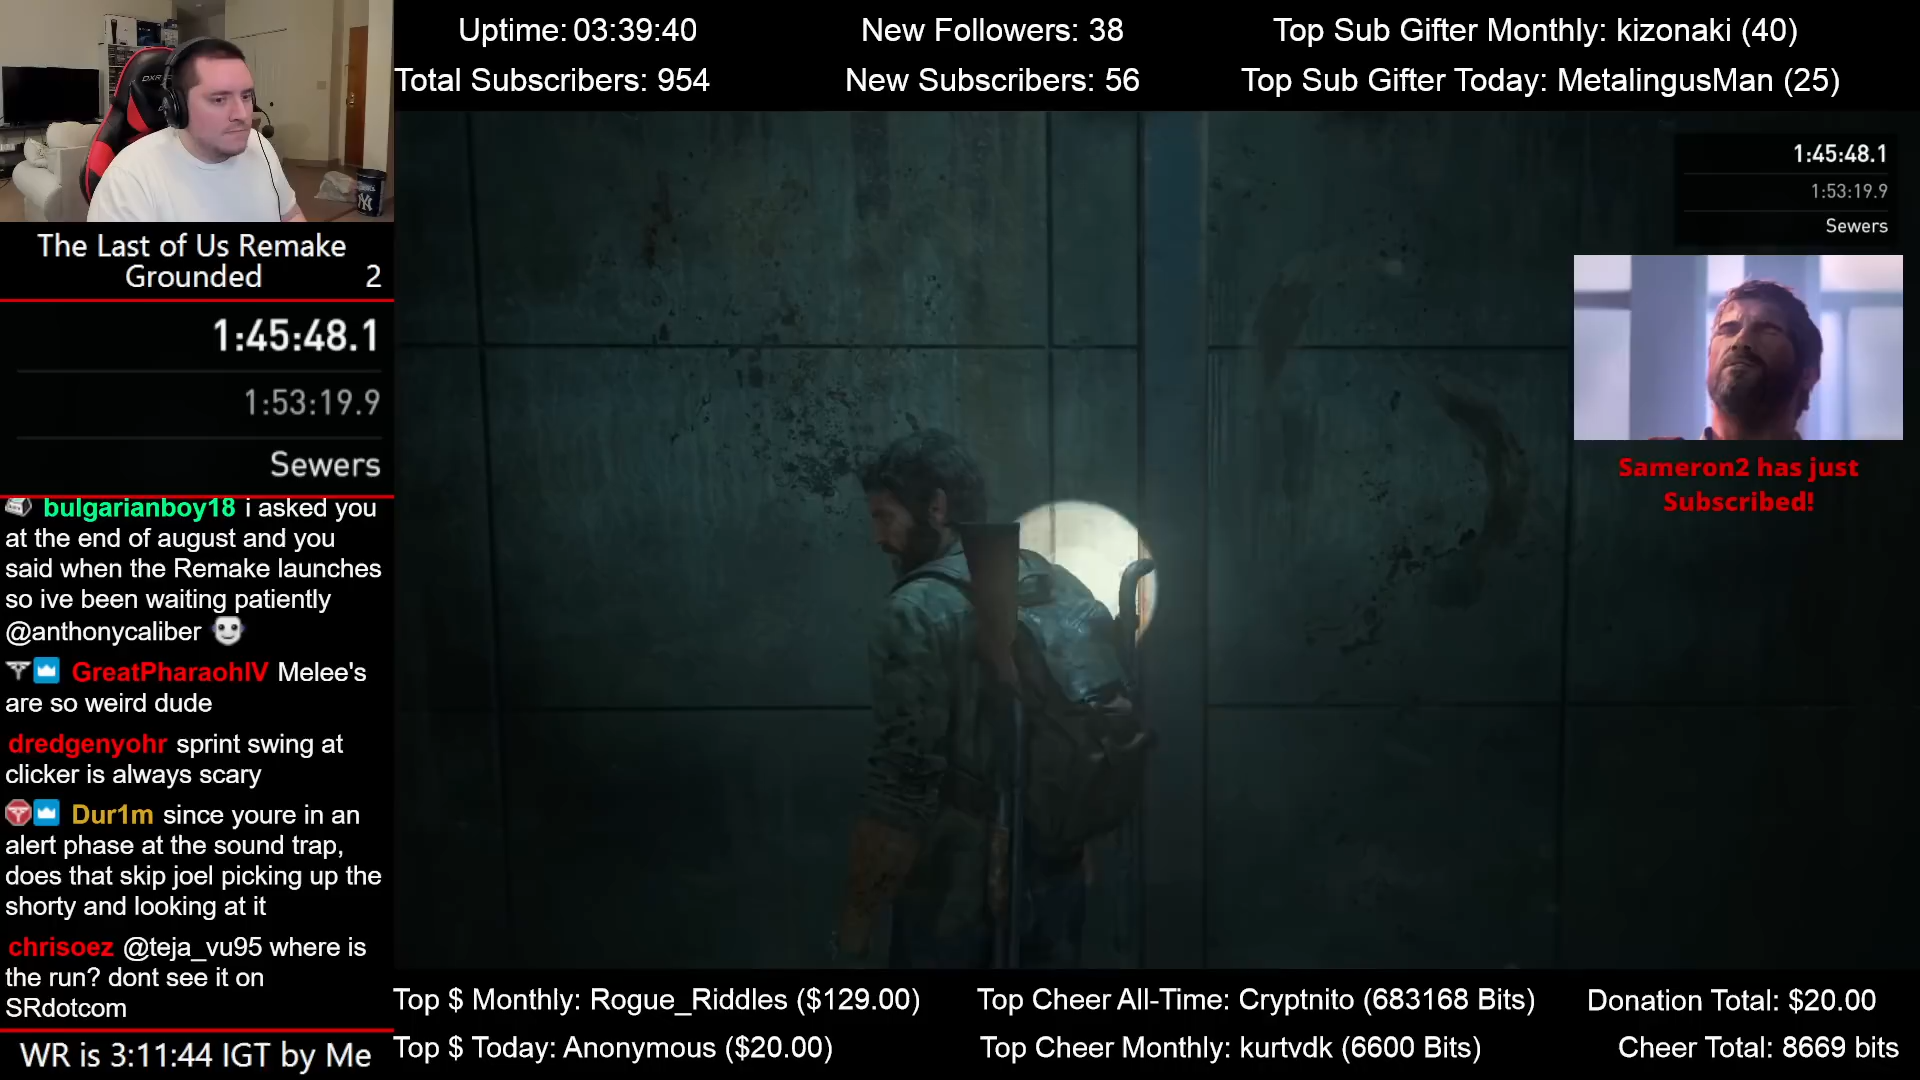 Uptime: 03:39:40
New Followers: 38
Top Sub Gifter Monthly: kizonaki (40)
Total Subscribers: 954
New Subscribers: 56
Top Sub Gifter Today: MetalingusMan (25)
The Last of Us Remake
Grounded 2
1:45:48.1
1:53:19.9
Sewers
bulgarianboy18 i asked you
at the end of august and you
said when the Remake launches
so ive been waiting patiently
@anthonycaliber
GreatPharaohIV Melee's
are so weird dude
dredgenyohr sprint swing at
clicker is always scary
Dur1m since youre in an
alert phase at the sound trap,
does that skip joel picking up the
shorty and looking at it
chrisoez @teja_vu95 where is
the run? dont see it on
SRdotcom
WR is 3:11:44 IGT by Me
1:45:48.1
1:53:19.9
Sewers
Sameron2 has just
Subscribed!
Top $ Monthly: Rogue_Riddles ($129.00)
Top Cheer All-Time: Cryptnito (683168 Bits)
Donation Total: $20.00
Top $ Today: Anonymous ($20.00)
Top Cheer Monthly: kurtvdk (6600 Bits)
Cheer Total: 8669 bits